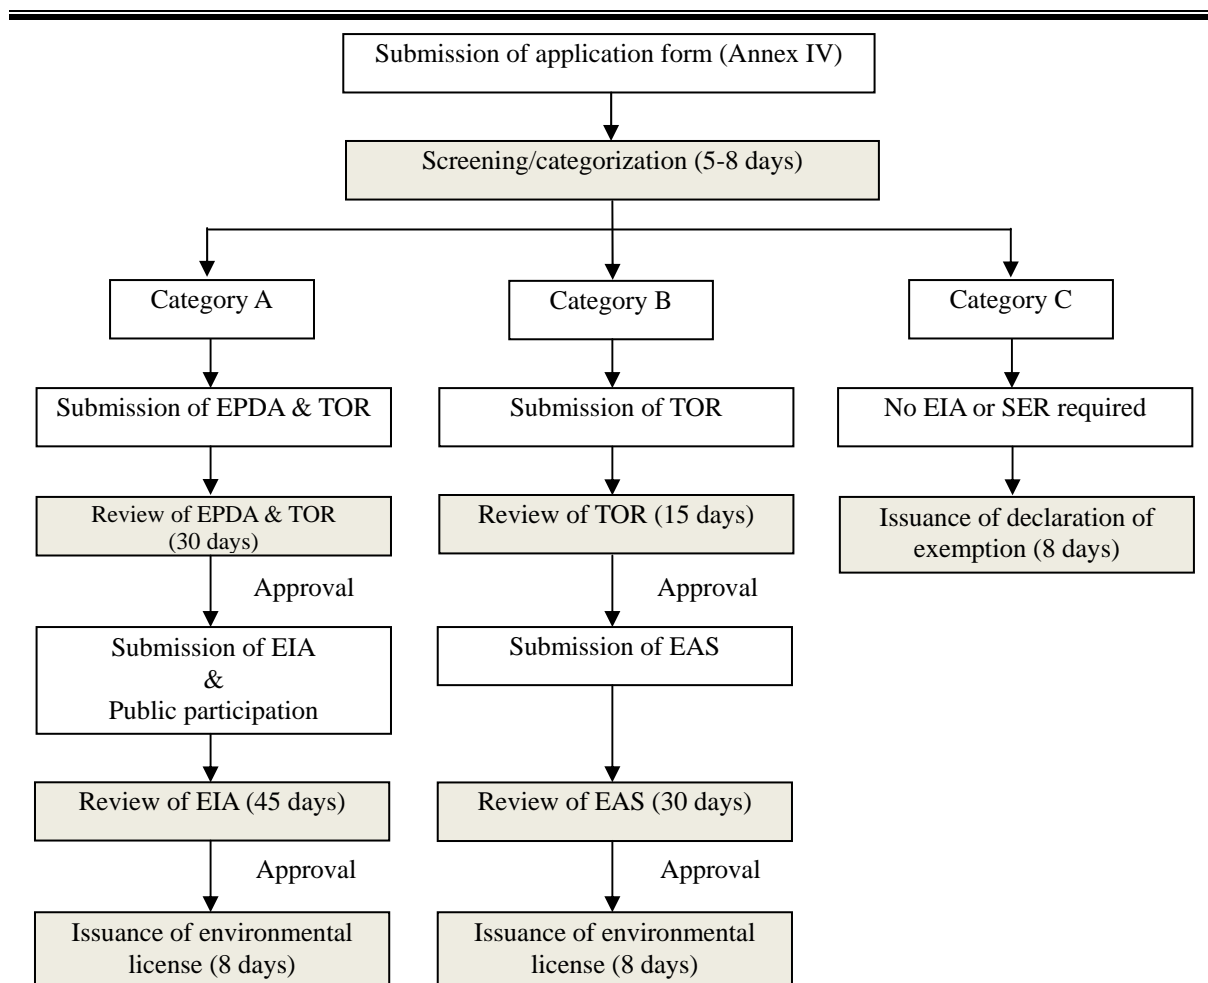 Submission of application form (Annex IV)
Screening/categorization (5-8 days)
Category A
Category B
Category C
Submission of EPDA & TOR
Submission of TOR
No EIA or SER required
Review of EPDA & TOR
(30 days)
Review of TOR (15 days)
Issuance of declaration of
exemption (8 days)
Approval
Approval
Submission of EIA
&
Public participation
Submission of EAS
Review of EIA (45 days)
Review of EAS (30 days)
Approval
Approval
Issuance of environmental
license (8 days)
Issuance of environmental
license (8 days)